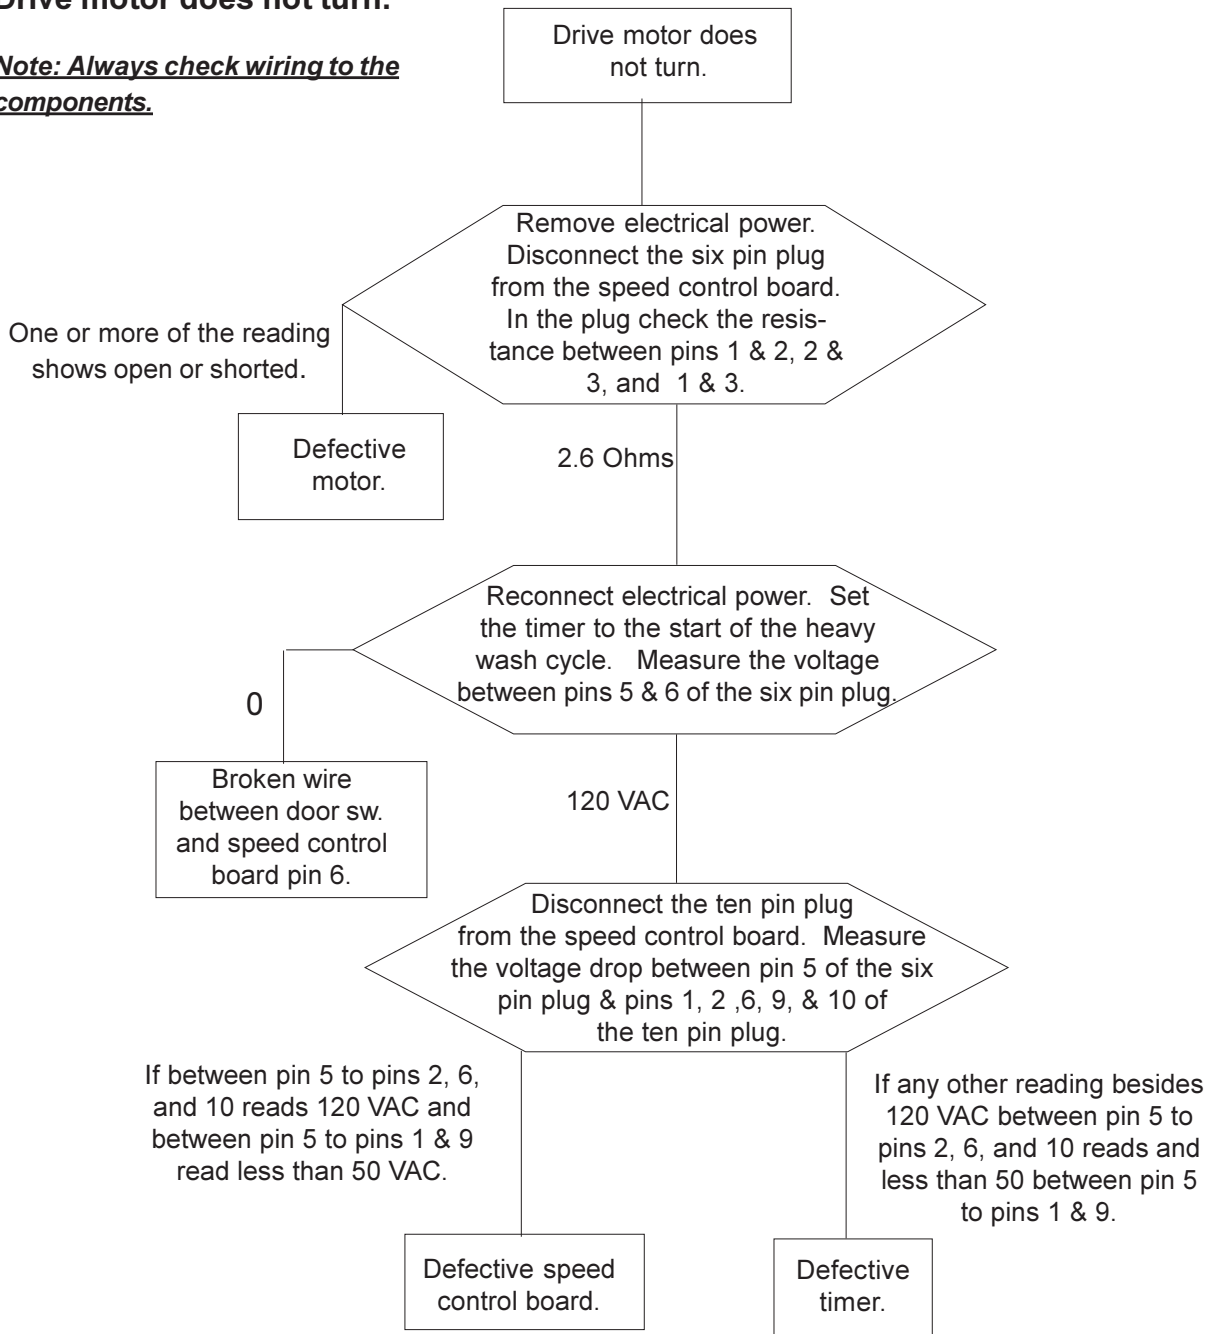 Drive motor does not turn.
Note: Always check wiring to the
components.
Drive motor does
not turn.
Remove electrical power.
Disconnect the six pin plug
from the speed control board.
In the plug check the resis-
tance between pins 1 & 2, 2 &
3, and 1 & 3.
One or more of the reading
shows open or shorted.
Defective
motor.
2.6 Ohms
Reconnect electrical power. Set
the timer to the start of the heavy
wash cycle. Measure the voltage
between pins 5 & 6 of the six pin plug.
0
Broken wire
between door sw.
and speed control
board pin 6.
120 VAC
Disconnect the ten pin plug
from the speed control board. Measure
the voltage drop between pin 5 of the six
pin plug & pins 1, 2 ,6, 9, & 10 of
the ten pin plug.
If between pin 5 to pins 2, 6,
and 10 reads 120 VAC and
between pin 5 to pins 1 & 9
read less than 50 VAC.
If any other reading besides
120 VAC between pin 5 to
pins 2, 6, and 10 reads and
less than 50 between pin 5
to pins 1 & 9.
Defective speed
control board.
Defective
timer.